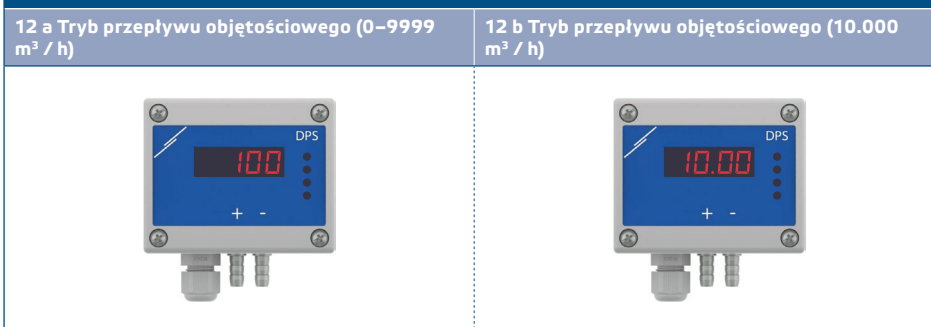 12 a Tryb przepływu objętościowego (0–9999
m³ / h)
12 b Tryb przepływu objętościowego (10.000
m³ / h)
DPS
100
+ -
DPS
10.00
+ -